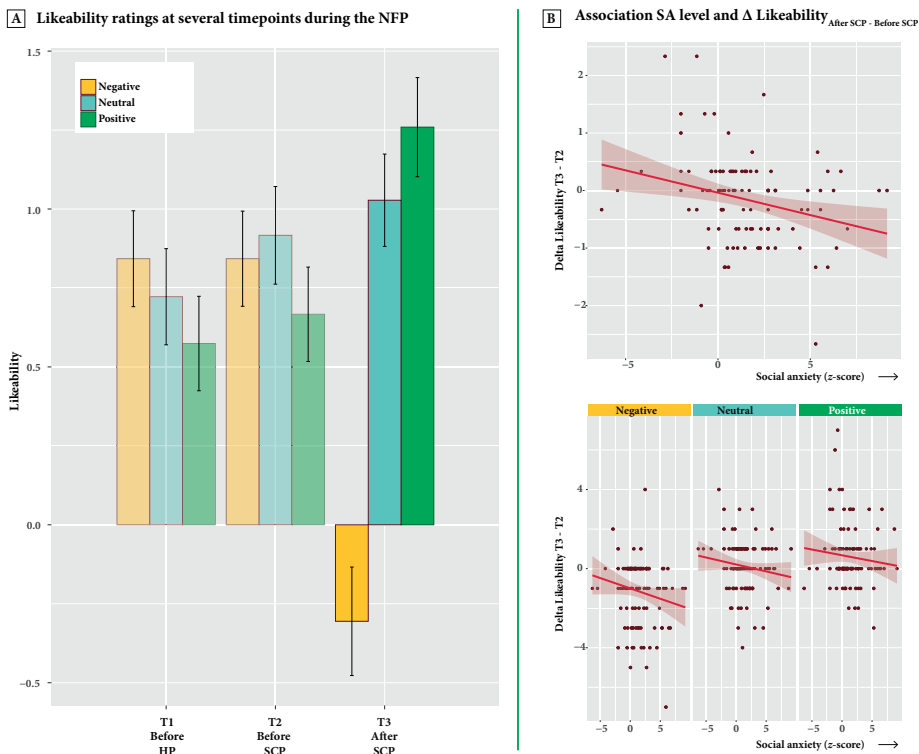 A Likeability ratings at several timepoints during the NFP
1.5
1.0
0.5
0.0
−0.5
Likeability
Negative
Neutral
Positive
T1
Before
HP
T2
Before
SCP
T3
After
SCP
B Association SA level and Δ Likeability After SCP - Before SCP
2
1
0
−1
−2
Delta Likeability T3 - T2
−5 0 5
Social anxiety (z-score)
Negative Neutral Positive
4
0
−4
Delta Likeability T3 - T2
−5 0 5 −5 0 5 −5 0 5
Social anxiety (z-score)